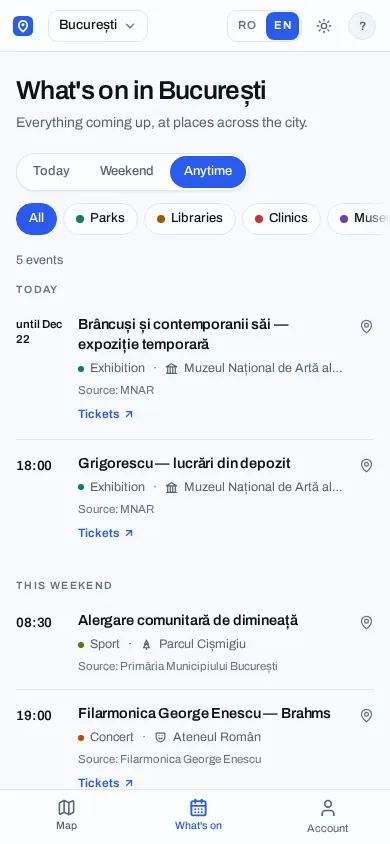 București
RO EN ?
What's on in București
Everything coming up, at places across the city.
Today Weekend Anytime
All Parks Libraries Clinics
5 events
TODAY
until Dec 22
Brâncuși și contemporanii săi —
expoziție temporară
Exhibition · Muzeul Național de Artă al...
Source: MNAR
Tickets
18:00 Grigorescu — lucrări din depozit
Exhibition · Muzeul Național de Artă al...
Source: MNAR
Tickets
THIS WEEKEND
08:30 Alergare comunitară de dimineață
Sport · Parcul Cișmigiu
Source: Primăria Municipiului București
19:00 Filarmonica George Enescu — Brahms
Concert · Ateneul Român
Source: Filarmonica George Enescu
Tickets
Map What's on Account